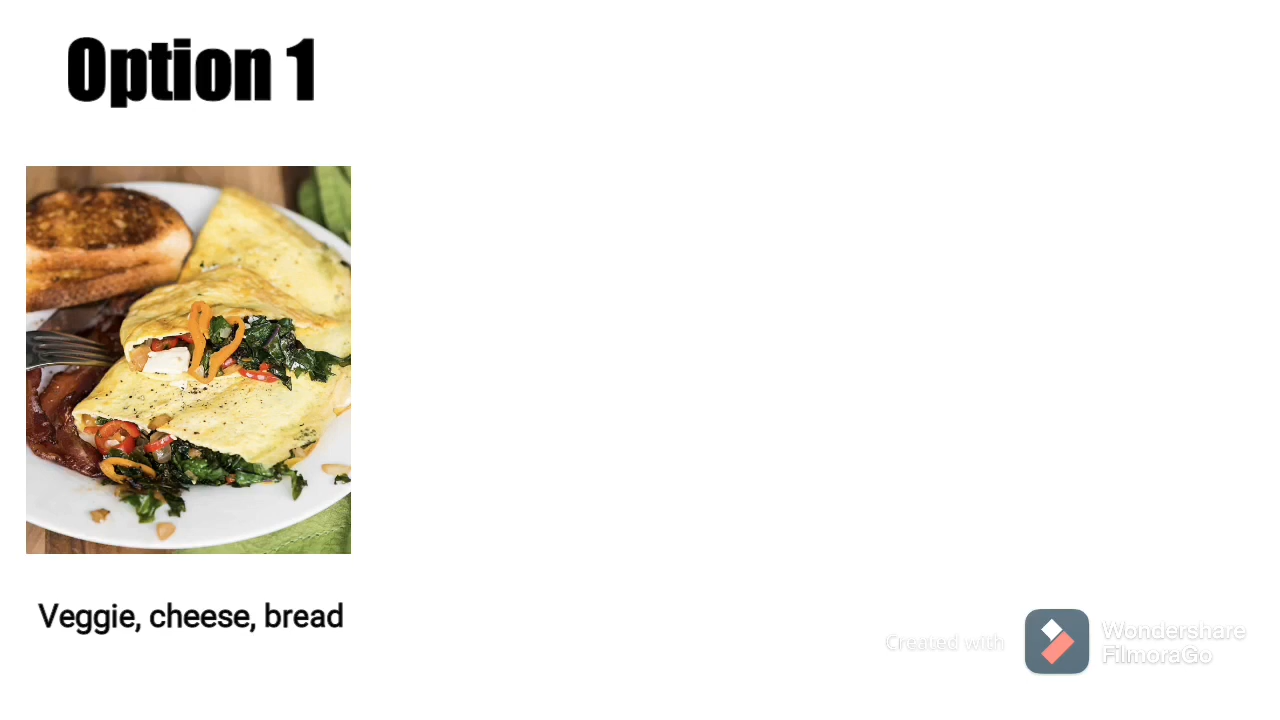 Option 1
Veggie, cheese, bread
Created with
Wondershare
FilmoraGo